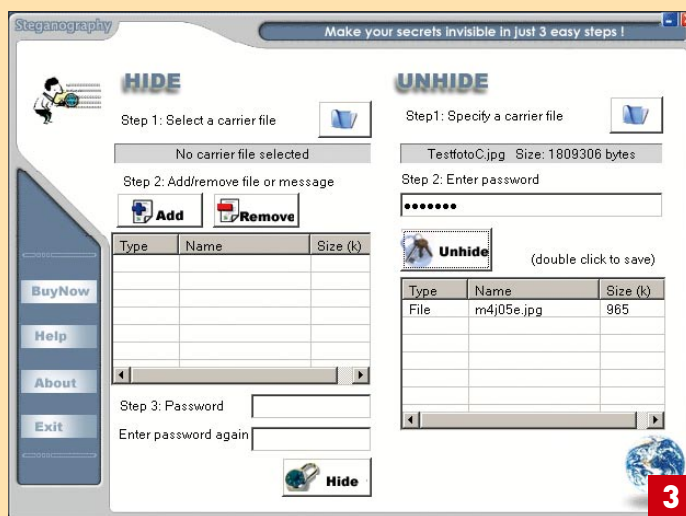 Steganography
Make your secrets invisible in just 3 easy steps !
HIDE
Step 1: Select a carrier file
No carrier file selected
Step 2: Add/remove file or message
Add
Remove
Type Name Size (k)
Step 3: Password
Enter password again
Hide
UNHIDE
Step1: Specify a carrier file
TestfotoC.jpg Size: 1809306 bytes
Step 2: Enter password
•••••••
Unhide
(double click to save)
Type Name Size (k)
File m4j05e.jpg 965
BuyNow
Help
About
Exit
3